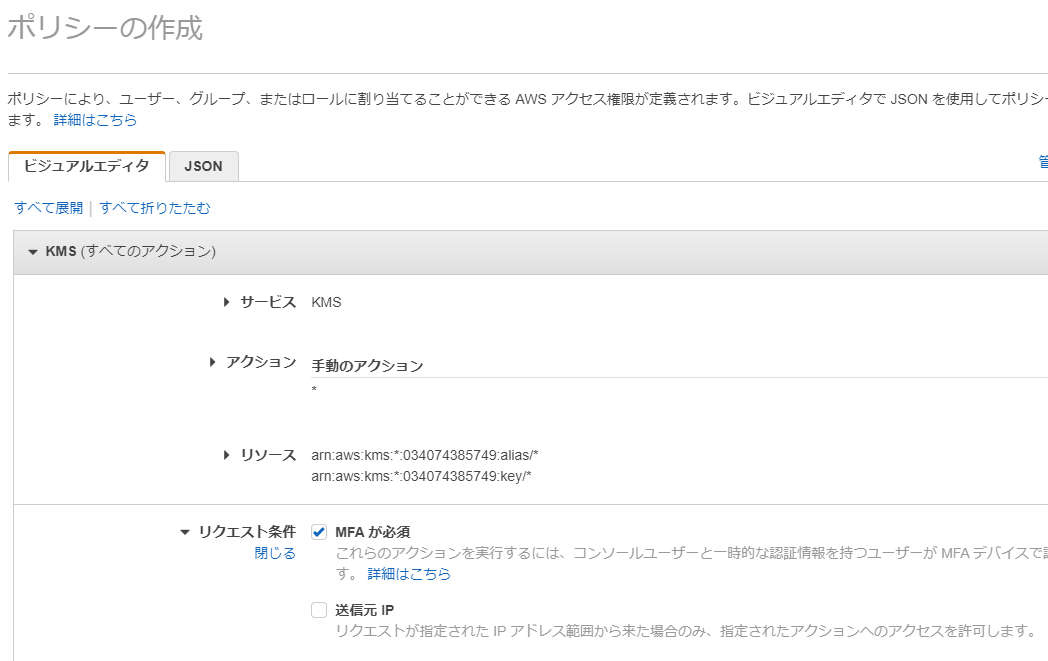 ポリシーの作成
ポリシーにより、ユーザー、グループ、またはロールに割り当てることができる AWS アクセス権限が定義されます。ビジュアルエディタで JSON を使用してポリシー
ます。 詳細はこちら
ビジュアルエディタ JSON
すべて展開 | すべて折りたたむ
KMS (すべてのアクション)
サービス KMS
アクション 手動のアクション
*
リソース arn:aws:kms:*:034074385749:alias/*
arn:aws:kms:*:034074385749:key/*
リクエスト条件 MFA が必須
閉じる これらのアクションを実行するには、コンソールユーザーと一時的な認証情報を持つユーザーが MFA デバイスで
す。 詳細はこちら
送信元 IP
リクエストが指定された IP アドレス範囲から来た場合のみ、指定されたアクションへのアクセスを許可します。